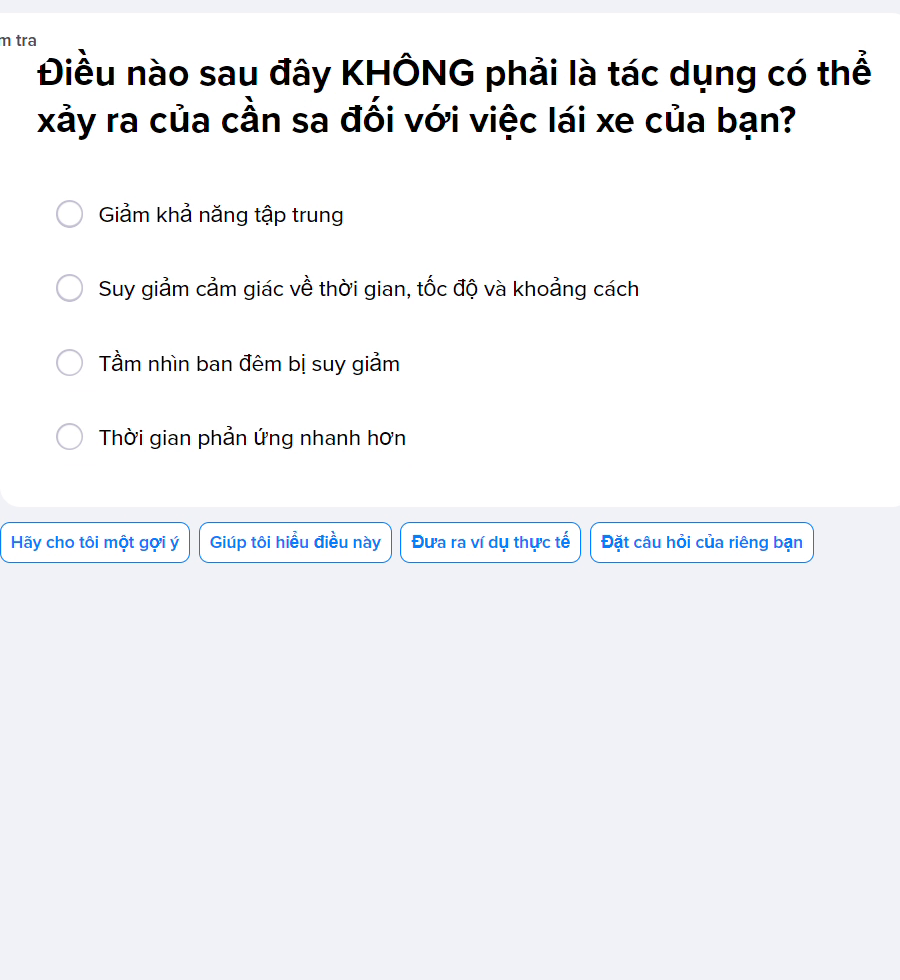 tra
Điều nào sau đây KHÔNG phải là tác dụng có thể
xảy ra của cần sa đối với việc lái xe của bạn?
Giảm khả năng tập trung
Suy giảm cảm giác về thời gian, tốc độ và khoảng cách
Tầm nhìn ban đêm bị suy giảm
Thời gian phản ứng nhanh hơn
Hãy cho tôi một gợi ý
Giúp tôi hiểu điều này
Đưa ra ví dụ thực tế
Đặt câu hỏi của riêng bạn